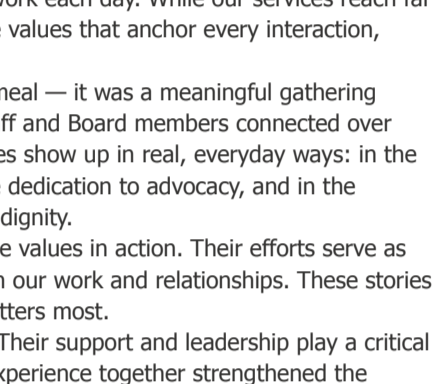 work each day. While our services reach far
values that anchor every interaction,
meal — it was a meaningful gathering
ff and Board members connected over
es show up in real, everyday ways: in the
dedication to advocacy, and in the
dignity.
e values in action. Their efforts serve as
n our work and relationships. These stories
tters most.
Their support and leadership play a critical
xperience together strengthened the